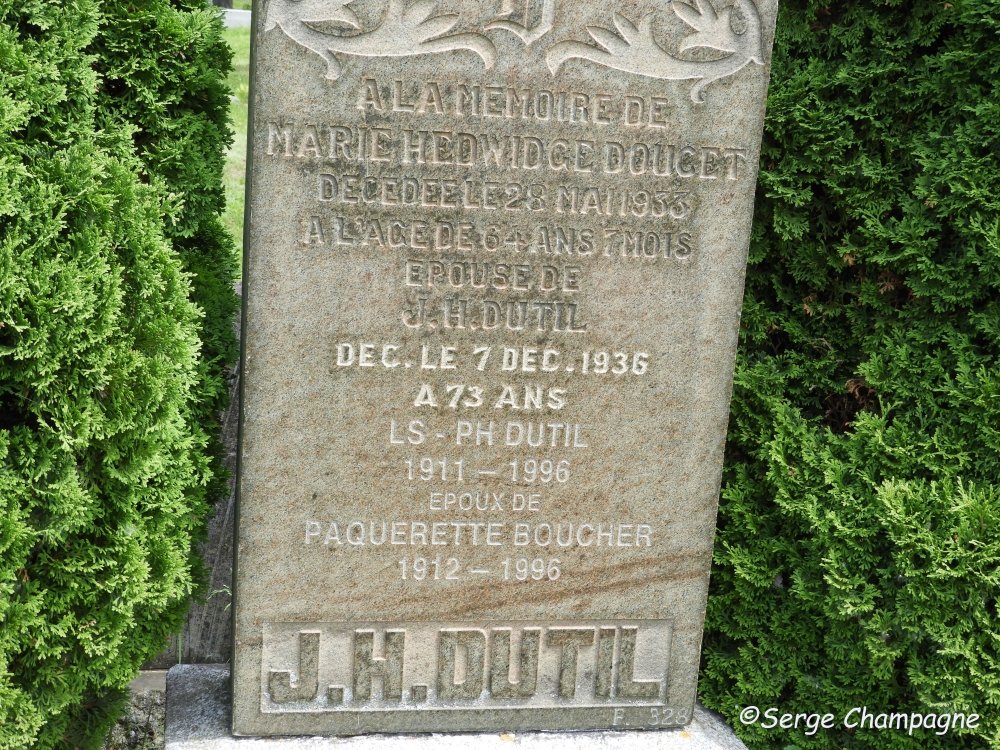 D
A LA MEMOIRE DE
MARIE HEDWIDGE DOUCET
DECEDEE LE 28 MAI 1933
A L'AGE DE 64 ANS 7 MOIS
EPOUSE DE
J.H. DUTIL
DEC. LE 7 DEC. 1936
A 73 ANS
LS - PH DUTIL
1911 – 1996
EPOUX DE
PAQUERETTE BOUCHER
1912 – 1996
J.H. DUTIL
F. 328
©Serge Champagne